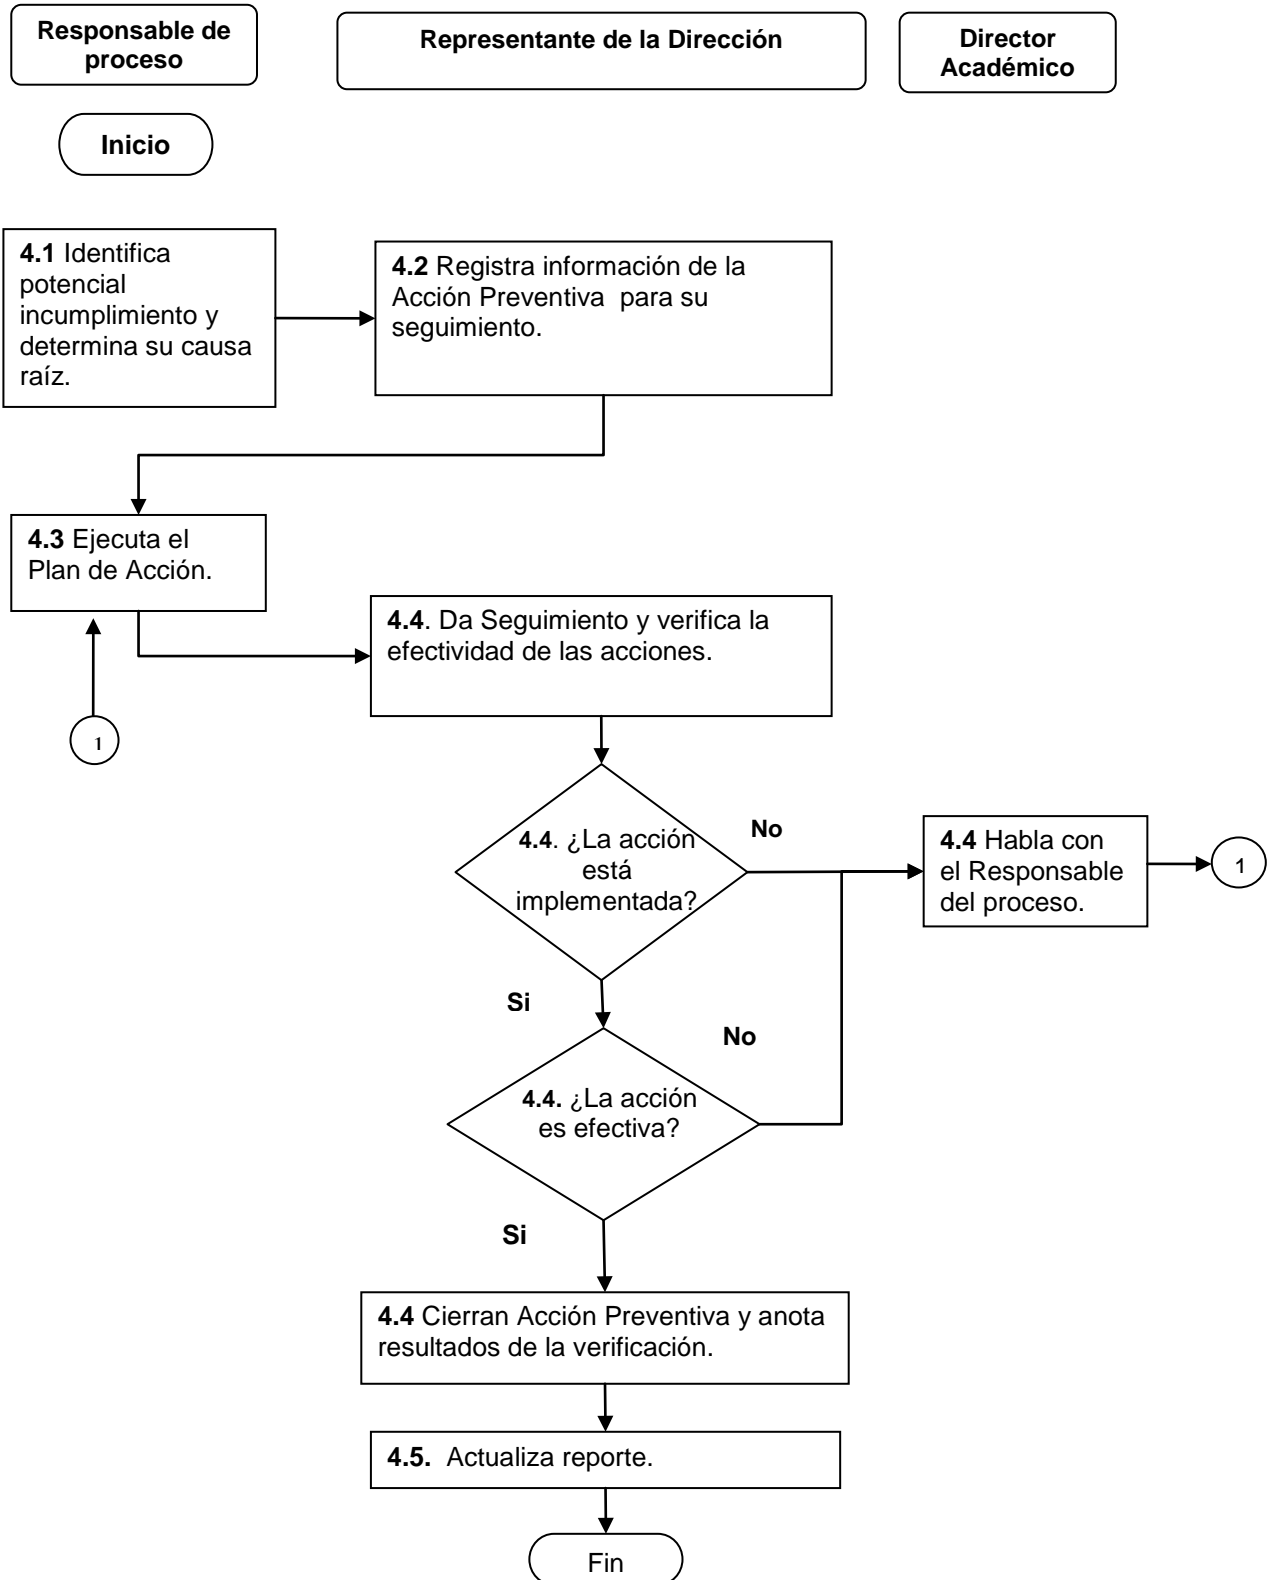 Responsable de
proceso
Representante de la Dirección
Director
Académico
Inicio
4.1 Identifica
potencial
incumplimiento y
determina su causa
raíz.
4.2 Registra información de la
Acción Preventiva  para su
seguimiento.
4.3 Ejecuta el
Plan de Acción.
4.4. Da Seguimiento y verifica la
efectividad de las acciones.
1
4.4. ¿La acción
está
implementada?
No
4.4 Habla con
el Responsable
del proceso.
1
Si
No
4.4. ¿La acción
es efectiva?
Si
4.4 Cierran Acción Preventiva y anota
resultados de la verificación.
4.5.  Actualiza reporte.
Fin